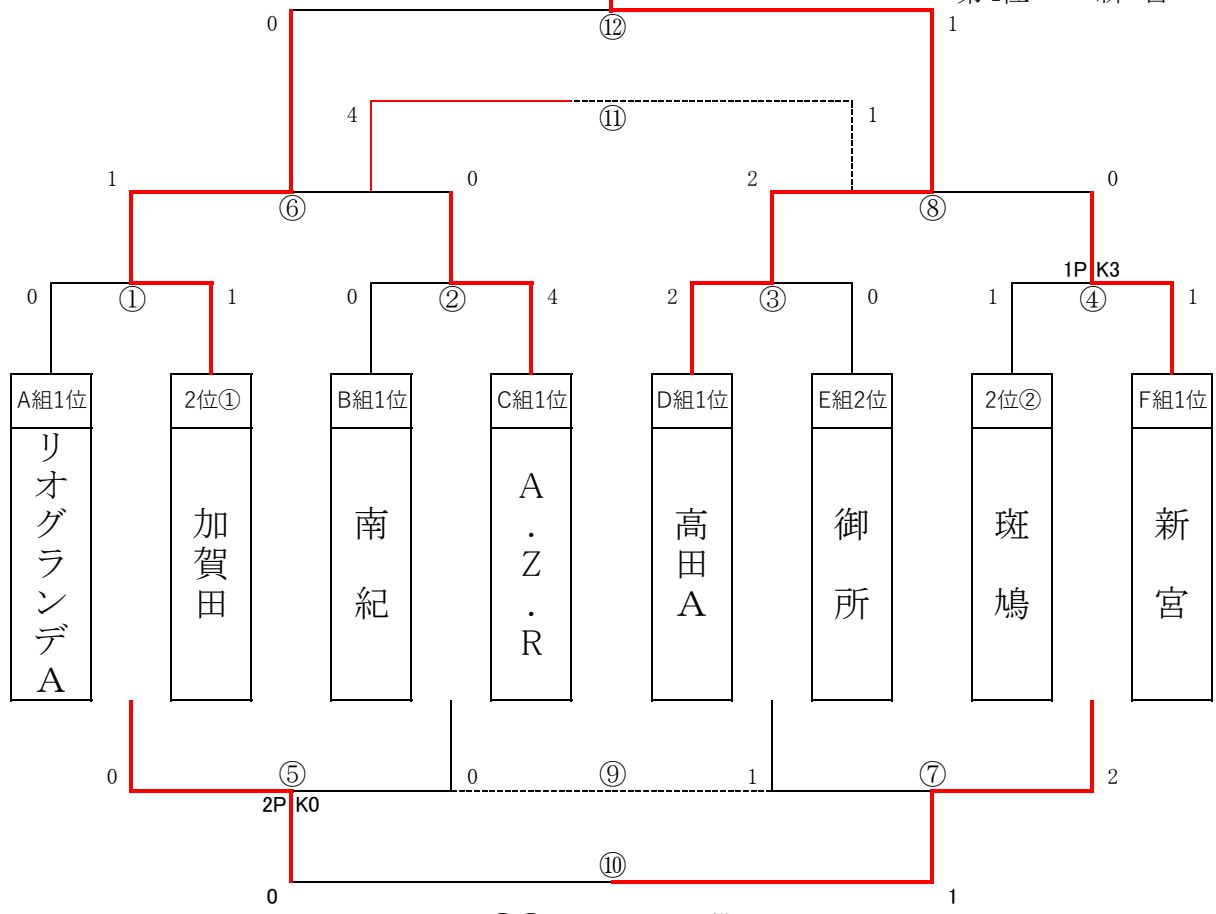 0 ⑫ 1
4 ⑪ 1
1 ⑥ 0 2 ⑧ 0
1P K3
0 ① 1 0 ② 4 2 ③ 0 1 ④ 1
A組1位 2位① B組1位 C組1位 D組1位 E組2位 2位② F組1位
リオグランデA
加賀田
南紀
A.Z.R
高田A
御所
斑鳩
新宮
0 ⑤ 0 ⑨ 1 ⑦ 2
2P K0
⑩
0 1